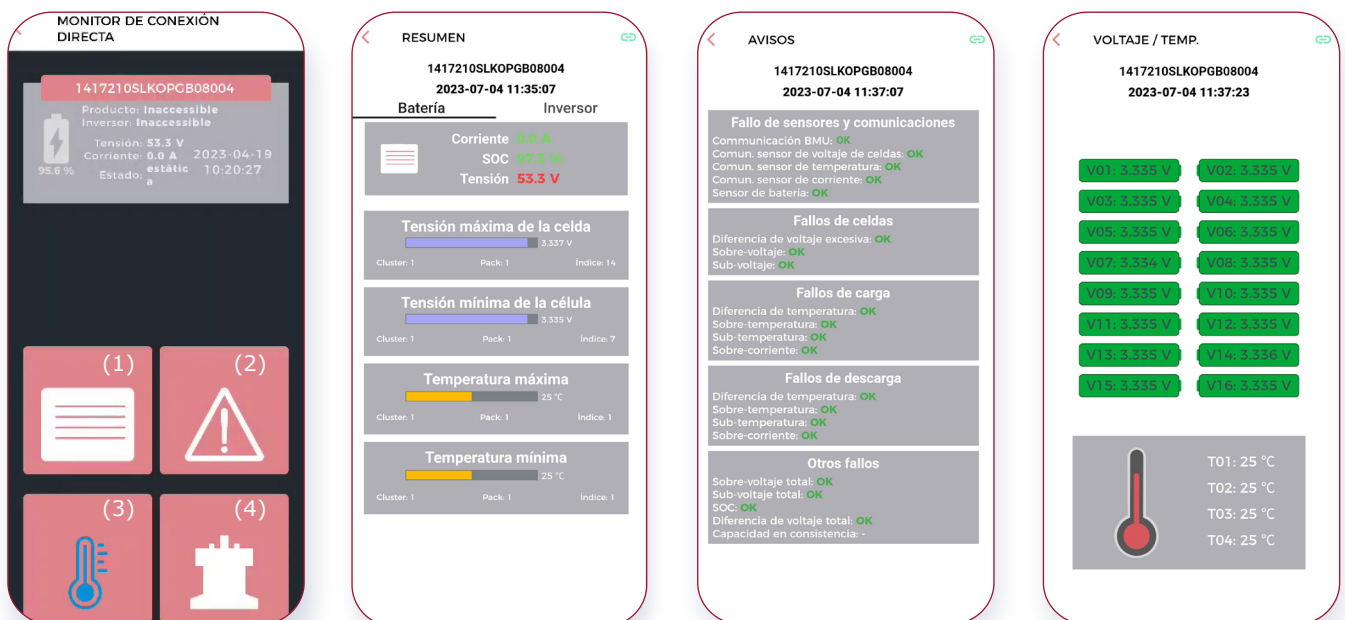 MONITOR DE CONEXIÓN
DIRECTA
1417210SLKOPGB08004
Producto: Inaccessible
Inversor: Inaccessible
Tensión: 53.3 V
Corriente: 0.0 A
Estado: estátic
a
2023-04-19
10:20:27
95.6 %
(1)
(2)
(3)
(4)
RESUMEN
1417210SLKOPGB08004
2023-07-04 11:35:07
Batería Inversor
Corriente 0.0 A
SOC 97.3 %
Tensión 53.3 V
Tensión máxima de la celda
3.337 V
Cluster: 1 Pack: 1 Índice: 14
Tensión mínima de la célula
3.335 V
Cluster: 1 Pack: 1 Índice: 7
Temperatura máxima
25 °C
Cluster: 1 Pack: 1 Índice: 1
Temperatura mínima
25 °C
Cluster: 1 Pack: 1 Índice: 1
AVISOS
1417210SLKOPGB08004
2023-07-04 11:37:07
Fallo de sensores y comunicaciones
Communicación BMU: OK
Comun. sensor de voltaje de celdas: OK
Comun. sensor de temperatura: OK
Comun. sensor de corriente: OK
Sensor de batería: OK
Fallos de celdas
Diferencia de voltaje excesiva: OK
Sobre-voltaje: OK
Sub-voltaje: OK
Fallos de carga
Diferencia de temperatura: OK
Sobre-temperatura: OK
Sub-temperatura: OK
Sobre-corriente: OK
Fallos de descarga
Diferencia de temperatura: OK
Sobre-temperatura: OK
Sub-temperatura: OK
Sobre-corriente: OK
Otros fallos
Sobre-voltaje total: OK
Sub-voltaje total: OK
SOC: OK
Diferencia de voltaje total: OK
Capacidad en consistencia: -
VOLTAJE / TEMP.
1417210SLKOPGB08004
2023-07-04 11:37:23
V01: 3.335 V V02: 3.335 V
V03: 3.335 V V04: 3.335 V
V05: 3.335 V V06: 3.335 V
V07: 3.334 V V08: 3.335 V
V09: 3.335 V V10: 3.335 V
V11: 3.335 V V12: 3.335 V
V13: 3.335 V V14: 3.336 V
V15: 3.335 V V16: 3.335 V
T01: 25 °C
T02: 25 °C
T03: 25 °C
T04: 25 °C